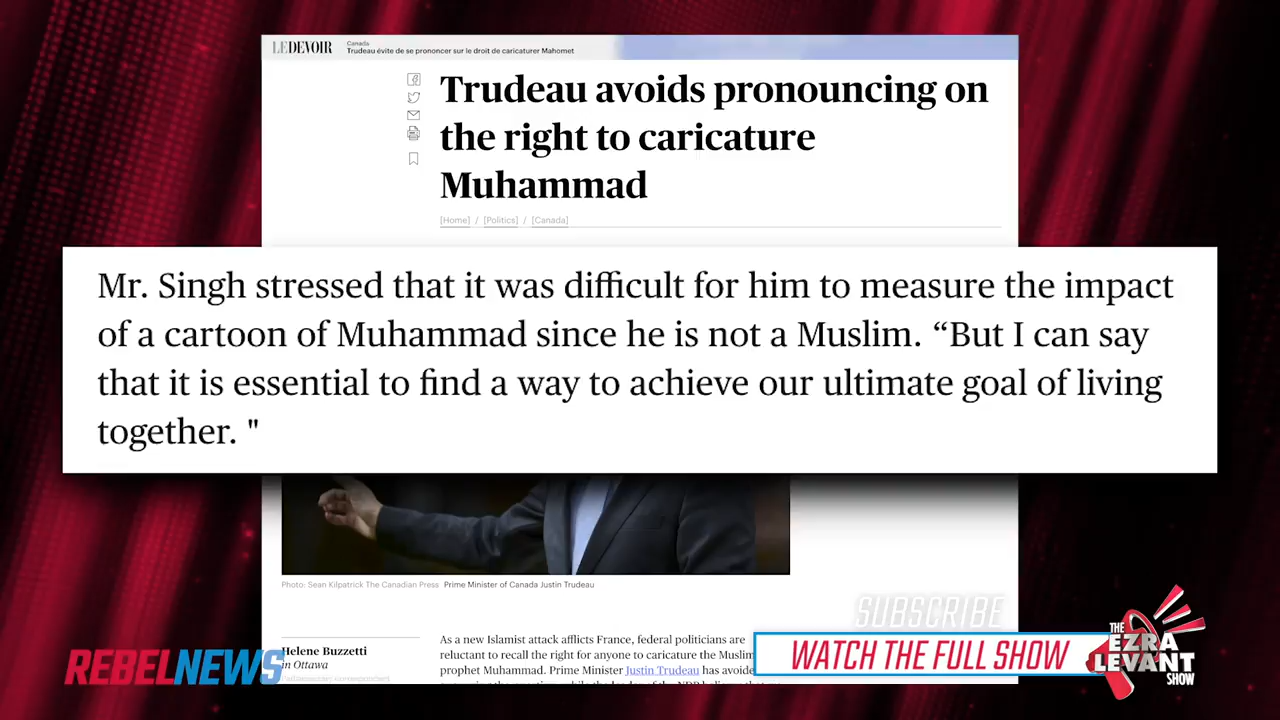 LE DEVOIR
Canada
Trudeau évite de se prononcer sur le droit de caricaturer Mahomet
Trudeau avoids pronouncing on
the right to caricature
Muhammad
[Home] / [Politics] / [Canada]
Mr. Singh stressed that it was difficult for him to measure the impact
of a cartoon of Muhammad since he is not a Muslim. “But I can say
that it is essential to find a way to achieve our ultimate goal of living
together. "
Photo: Sean Kilpatrick The Canadian Press Prime Minister of Canada Justin Trudeau
Helene Buzzetti
in Ottawa
As a new Islamist attack afflicts France, federal politicians are
reluctant to recall the right for anyone to caricature the Muslim
prophet Muhammad. Prime Minister Justin Trudeau has
SUBSCRIBE
WATCH THE FULL SHOW
THE
EZRA
LEVANT
SHOW
REBELNEWS